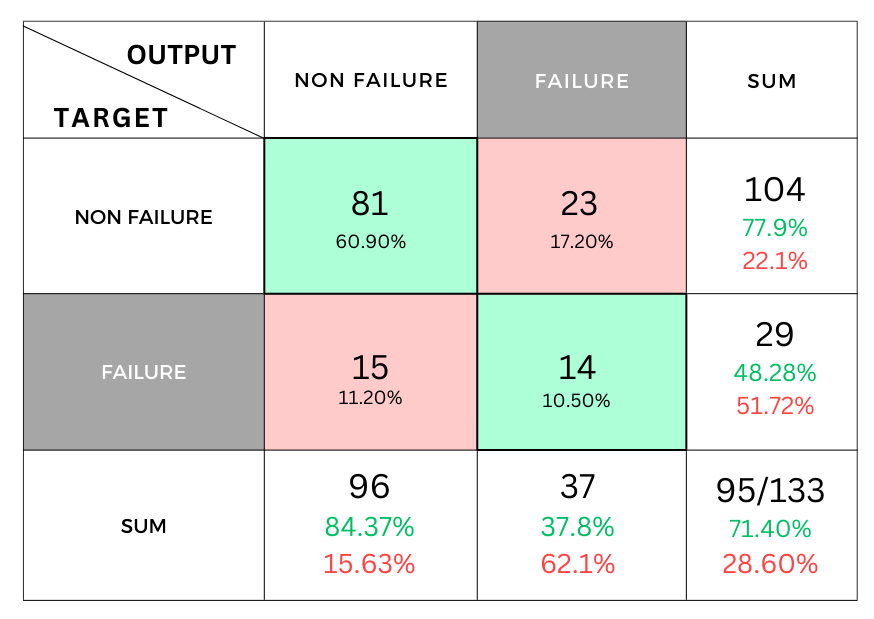 OUTPUT
TARGET
NON FAILURE
FAILURE
SUM
NON FAILURE
81
60.90%
23
17.20%
104
77.9%
22.1%
FAILURE
15
11.20%
14
10.50%
29
48.28%
51.72%
SUM
96
84.37%
15.63%
37
37.8%
62.1%
95/133
71.40%
28.60%